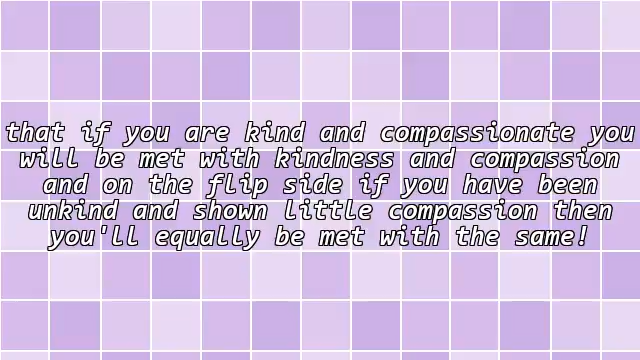 that if you are kind and compassionate you
will be met with kindness and compassion
and on the flip side if you have been
unkind and shown little compassion then
you'll equally be met with the same!